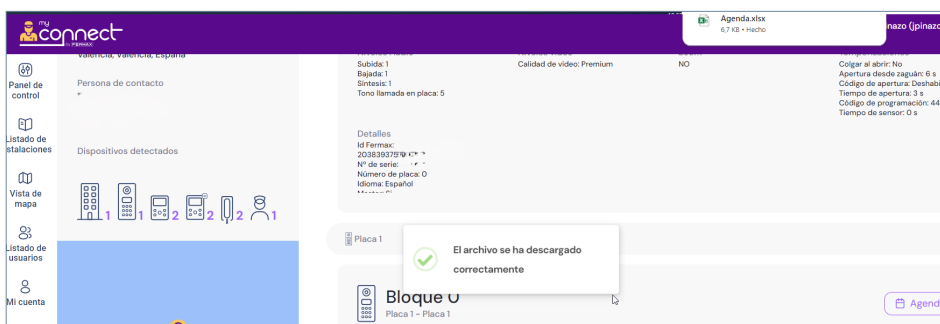 my
connect
by FERMAX
Agenda.xlsx
6,7 KB • Hecho
nazo (jpinazo
Panel de
control
Listado de
stalaciones
Vista de
mapa
Listado de
usuarios
Mi cuenta
Valencia, Valencia, España
Persona de contacto
Dispositivos detectados
1
1
2
2
2
1
Subida: 1
Bajada: 1
Síntesis: 1
Tono llamada en placa: 5
Calidad de video: Premium
NO
Colgar al abrir: No
Apertura desde zaguán: 6 s
Código de apertura: Deshabi
Tiempo de apertura: 3 s
Código de programación: 44
Tiempo de sensor: 0 s
Detalles
Id Fermax:
203839375
Nº de serie:
Número de placa: 0
Idioma: Español
Placa 1
El archivo se ha descargado
correctamente
Bloque 0
Placa 1 - Placa 1
Agend